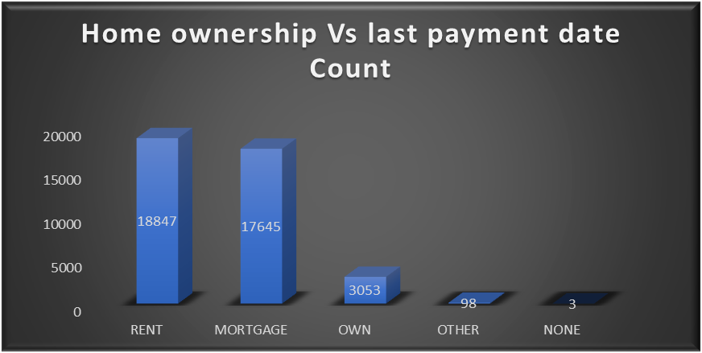 Home ownership Vs last payment date
Count
20000
15000
10000
5000
0
18847
17645
3053
98
3
RENT
MORTGAGE
OWN
OTHER
NONE